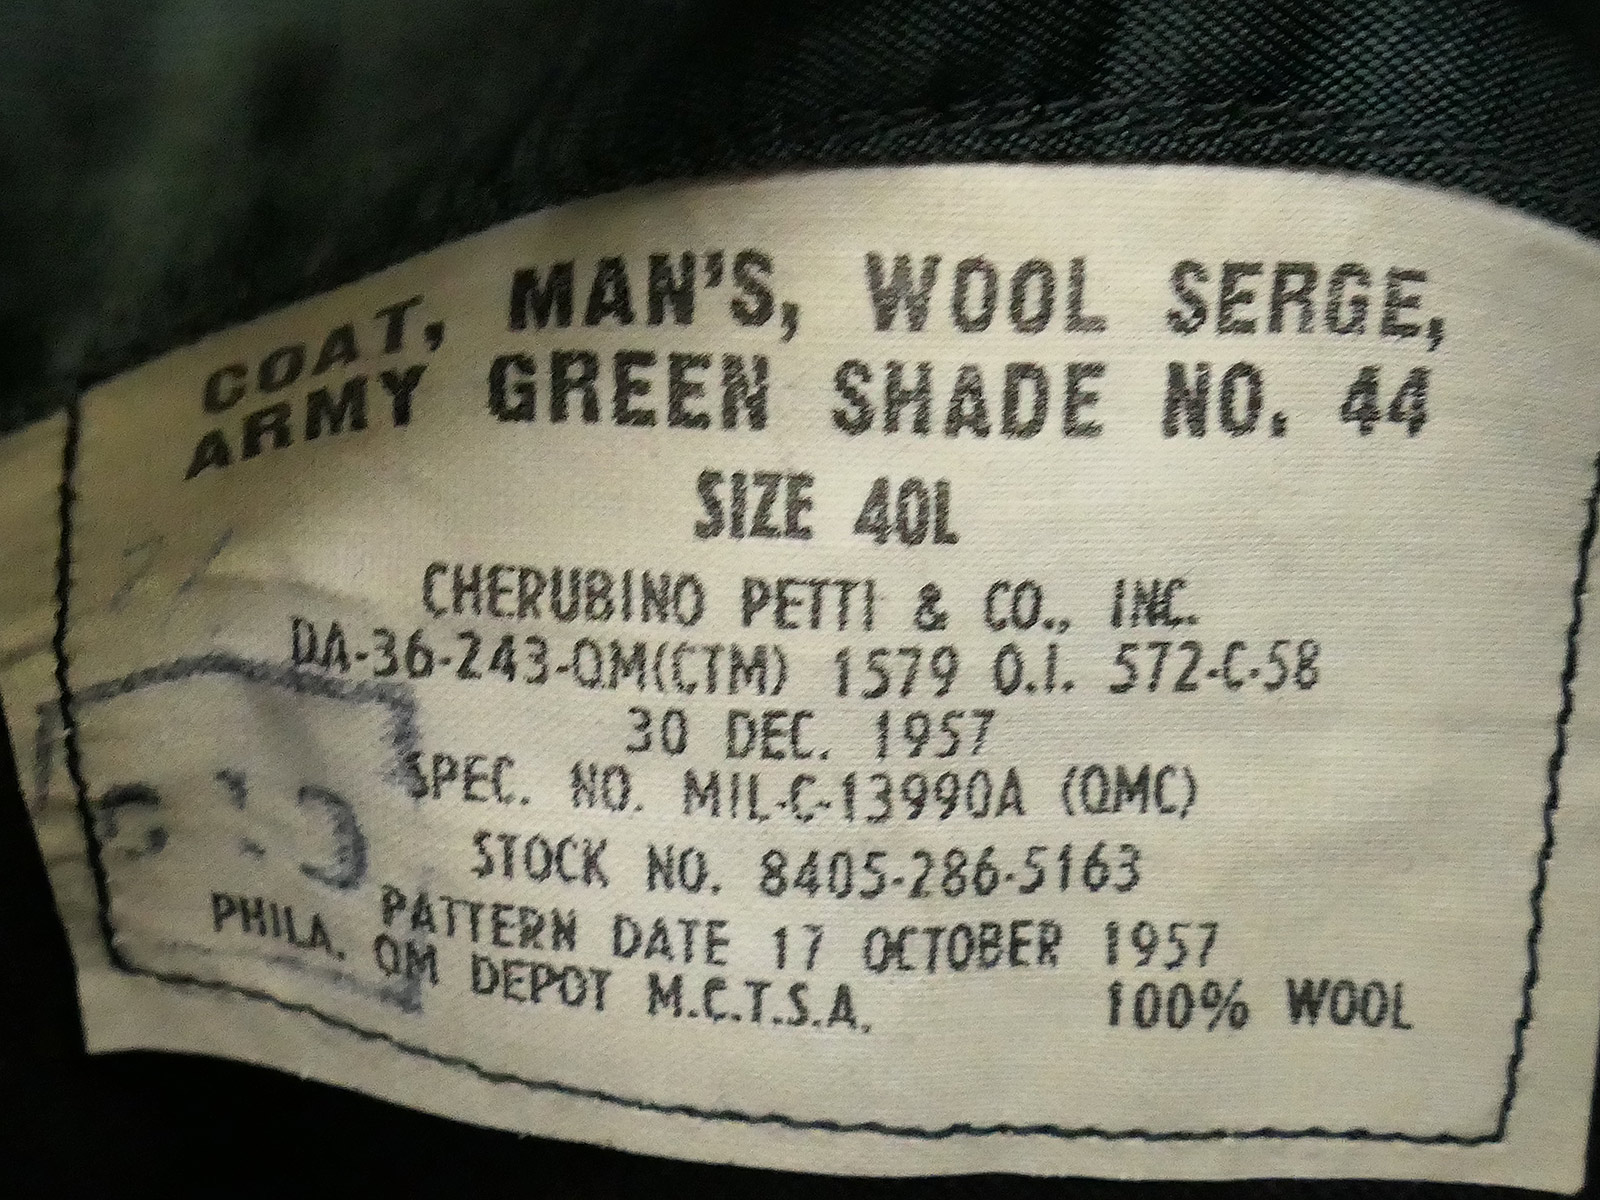 COAT, MAN'S, WOOL SERGE,
ARMY GREEN SHADE NO. 44
SIZE 40L
CHERUBINO PETTI & CO., INC.
DA-36-243-QM(CTM) 1579 O.I. 572-C-58
30 DEC. 1957
SPEC. NO. MIL-C-13990A (QMC)
STOCK NO. 8405-286-5163
PATTERN DATE 17 OCTOBER 1957
PHILA. QM DEPOT M.C.T.S.A. 100% WOOL